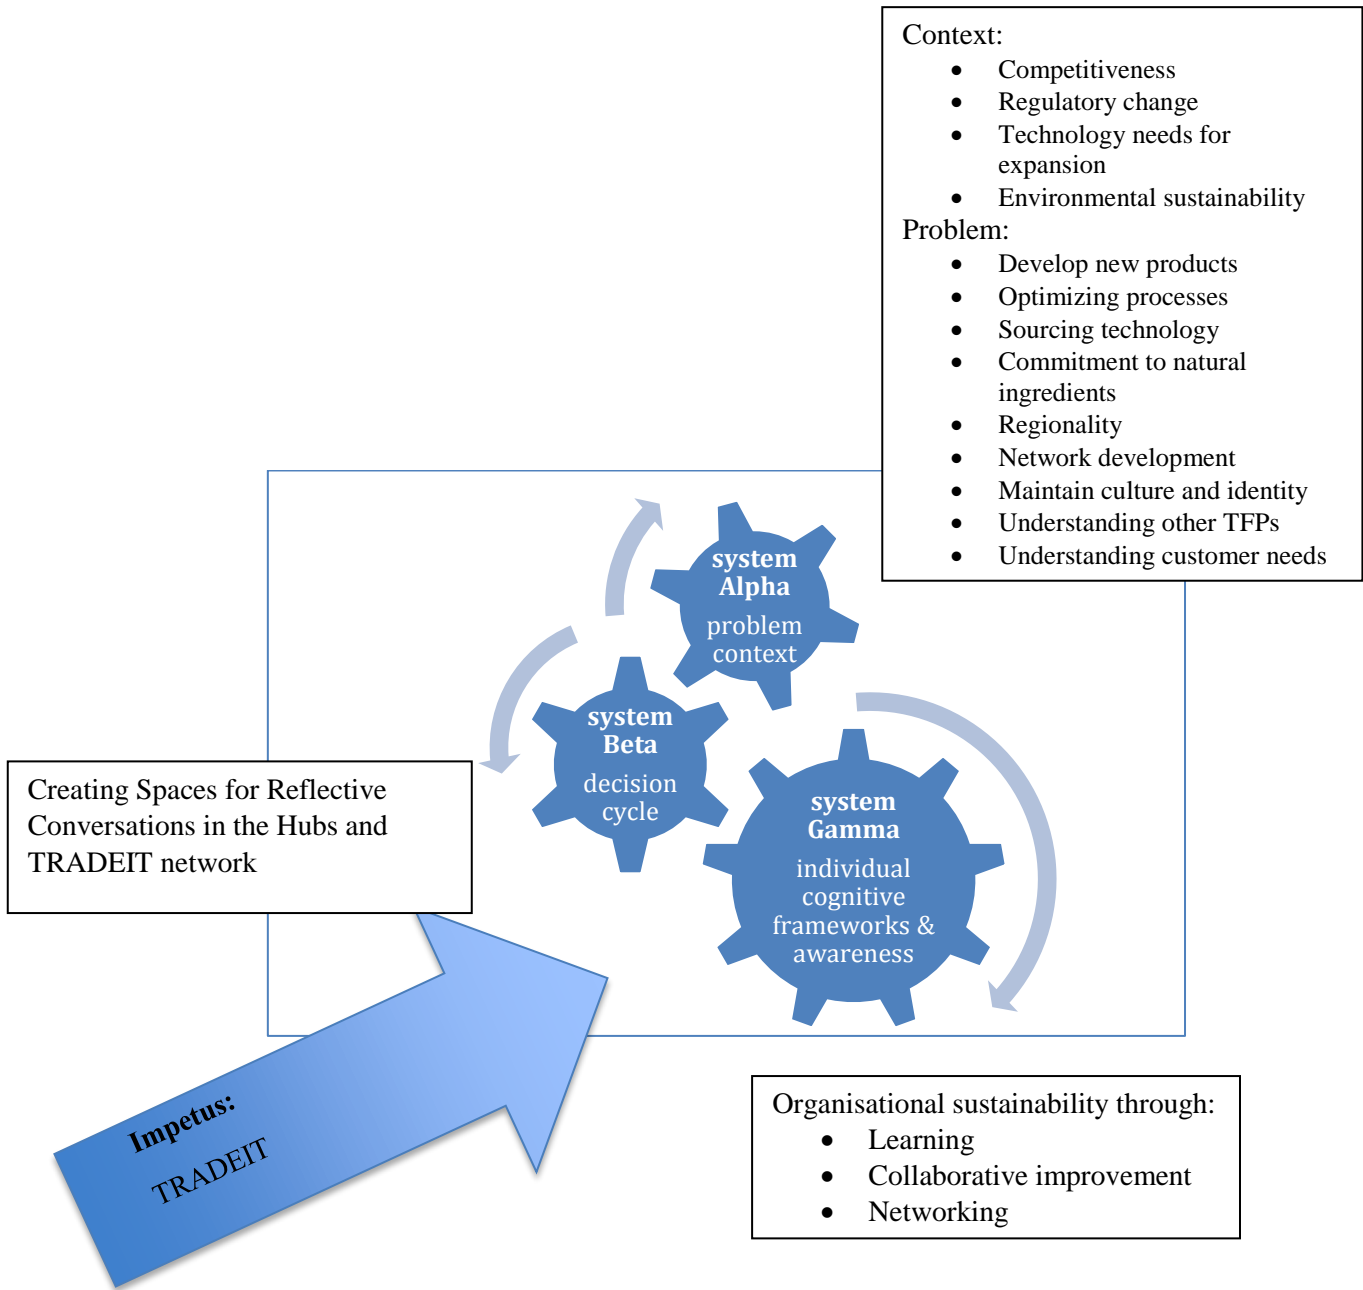 Context:
• Competitiveness
• Regulatory change
• Technology needs for
expansion
• Environmental sustainability
Problem:
• Develop new products
• Optimizing processes
• Sourcing technology
• Commitment to natural
ingredients
• Regionality
• Network development
• Maintain culture and identity
• Understanding other TFPs
• Understanding customer needs
system
Alpha
problem
context
system
Beta
decision
cycle
system
Gamma
individual
cognitive
frameworks &
awareness
Creating Spaces for Reflective
Conversations in the Hubs and
TRADEIT network
Impetus:
TRADEIT
Organisational sustainability through:
• Learning
• Collaborative improvement
• Networking